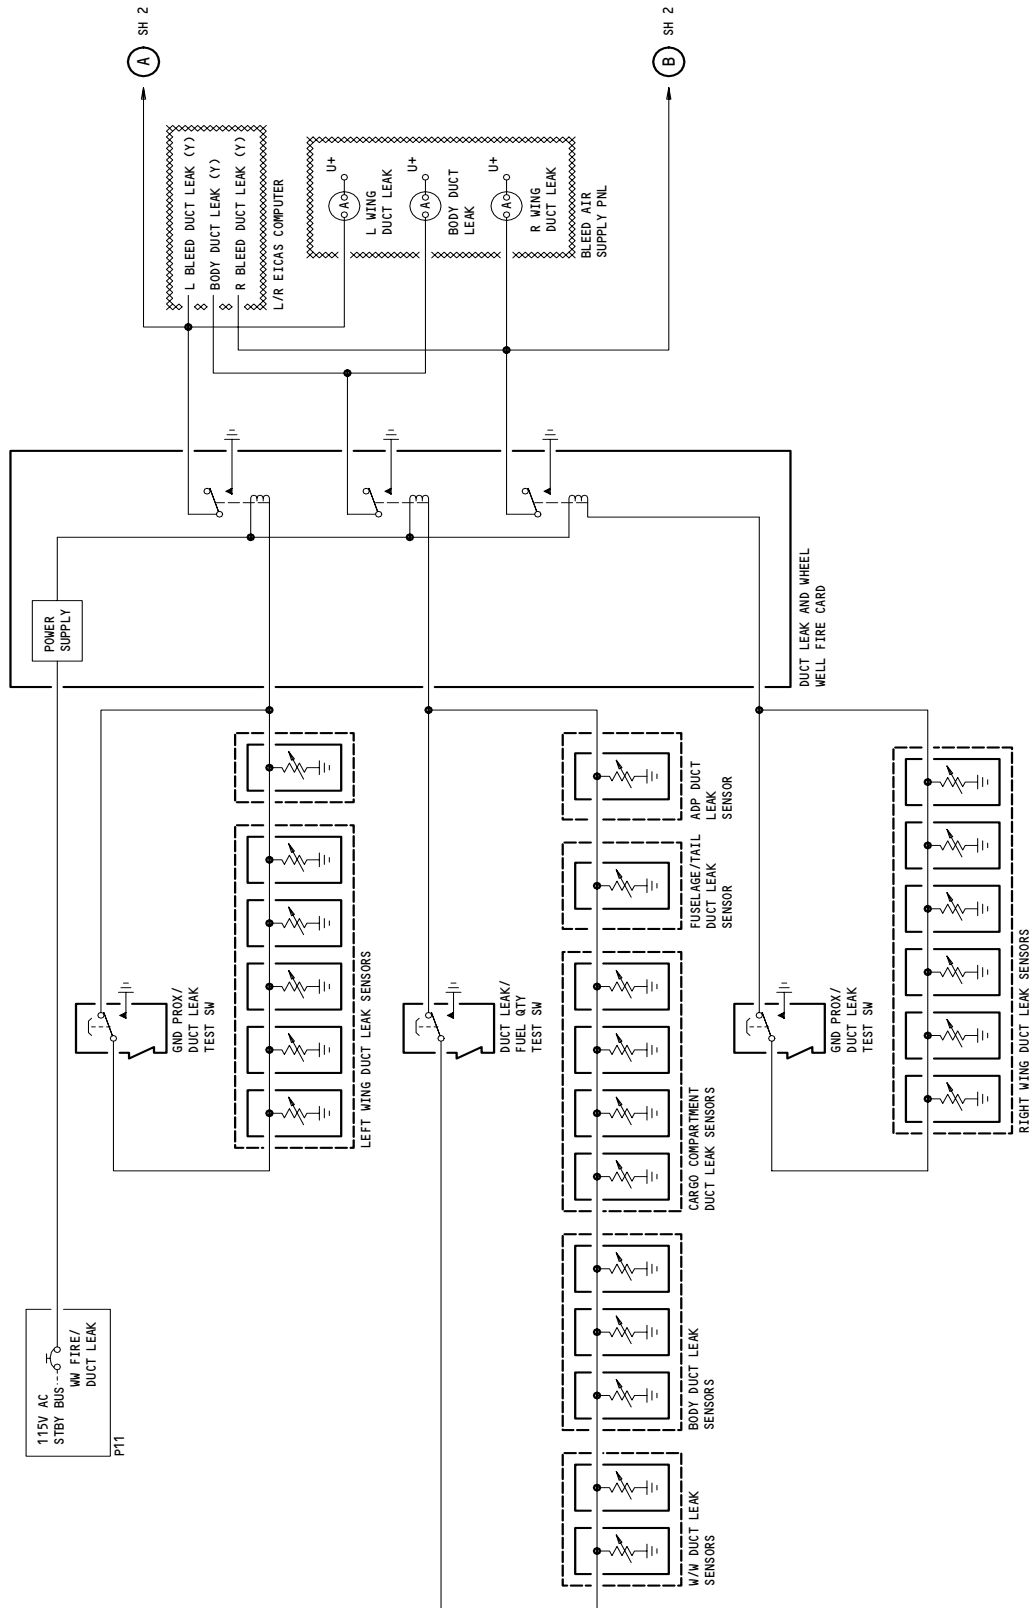 115V AC
STBY BUS
WW FIRE/
DUCT LEAK
P11
POWER
SUPPLY
DUCT LEAK AND WHEEL
WELL FIRE CARD
A
SH 2
L BLEED DUCT LEAK (Y)
BODY DUCT LEAK (Y)
R BLEED DUCT LEAK (Y)
L/R EICAS COMPUTER
A
U+
L WING
DUCT LEAK
A
U+
BODY DUCT
LEAK
A
U+
R WING
DUCT LEAK
BLEED AIR
SUPPLY PNL
B
SH 2
GND PROX/
DUCT LEAK
TEST SW
LEFT WING DUCT LEAK SENSORS
DUCT LEAK/
FUEL QTY
TEST SW
W/W DUCT LEAK
SENSORS
BODY DUCT LEAK
SENSORS
CARGO COMPARTMENT
DUCT LEAK SENSORS
FUSELAGE/TAIL
DUCT LEAK
SENSOR
ADP DUCT
LEAK
SENSOR
GND PROX/
DUCT LEAK
TEST SW
RIGHT WING DUCT LEAK SENSORS